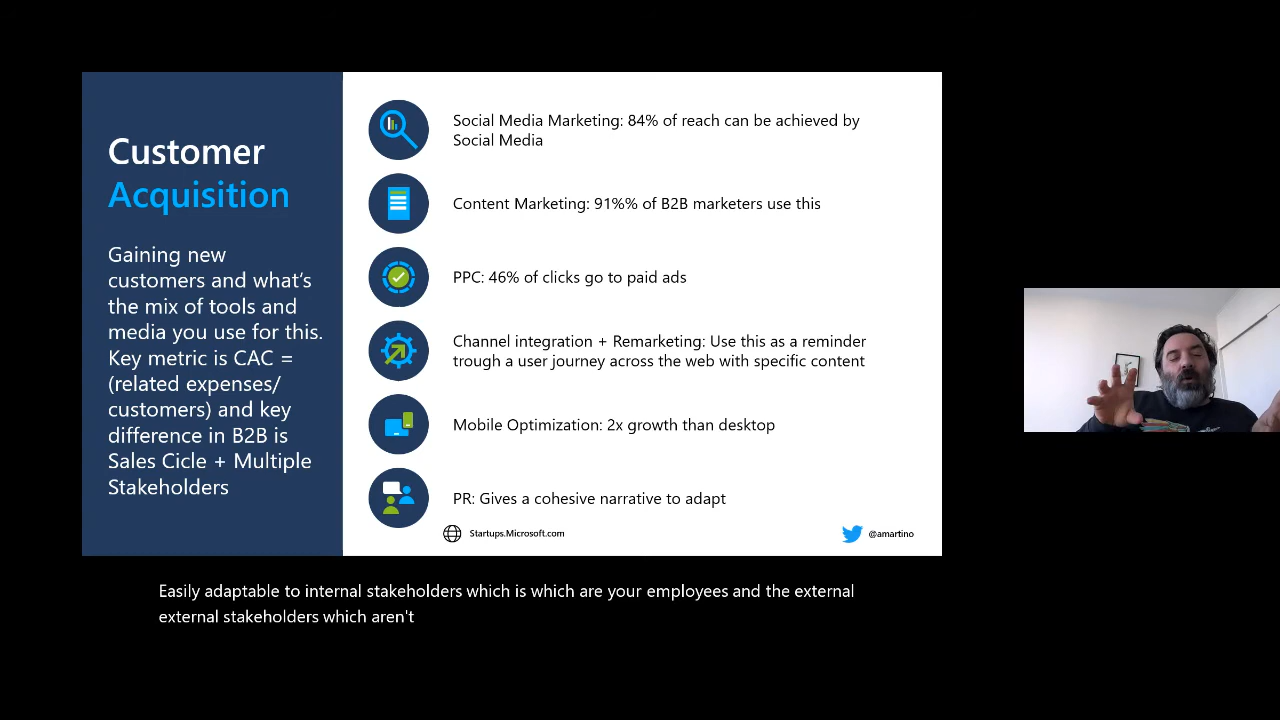 Customer
Acquisition
Gaining new
customers and what's
the mix of tools and
media you use for this.
Key metric is CAC =
(related expenses/
customers) and key
difference in B2B is
Sales Cicle + Multiple
Stakeholders
Social Media Marketing: 84% of reach can be achieved by
Social Media
Content Marketing: 91%% of B2B marketers use this
PPC: 46% of clicks go to paid ads
Channel integration + Remarketing: Use this as a reminder
trough a user journey across the web with specific content
Mobile Optimization: 2x growth than desktop
PR: Gives a cohesive narrative to adapt
Startups.Microsoft.com
@amartino
Easily adaptable to internal stakeholders which is which are your employees and the external
external stakeholders which aren't